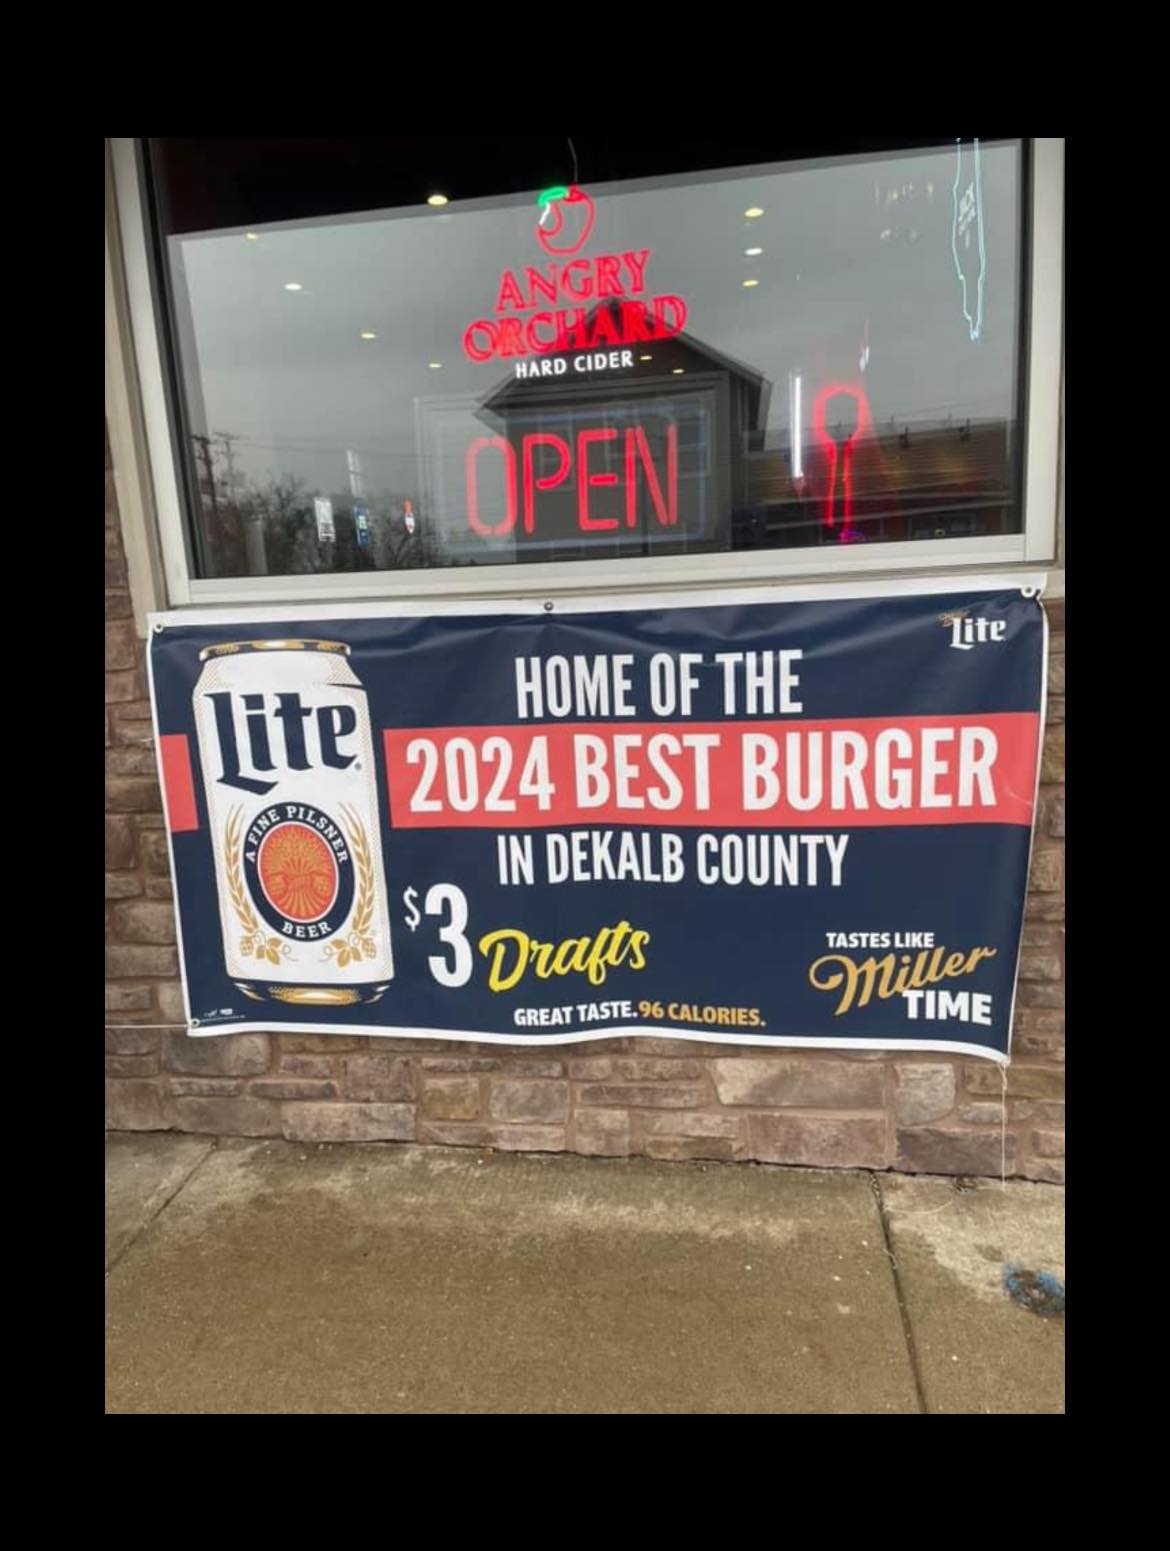 ANGRY
ORCHARD
HARD CIDER
OPEN
Lite
HOME OF THE
2024 BEST BURGER
IN DEKALB COUNTY
$3 Drafts
GREAT TASTE. 96 CALORIES.
TASTES LIKE
Miller
TIME
Lite
A FINE PILSNER
BEER